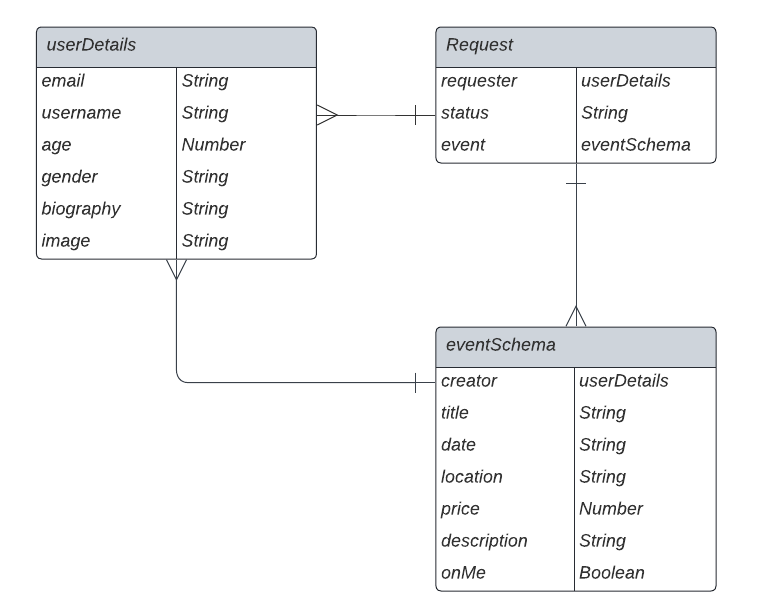 userDetails
email String
username String
age Number
gender String
biography String
image String
Request
requester userDetails
status String
event eventSchema
eventSchema
creator userDetails
title String
date String
location String
price Number
description String
onMe Boolean